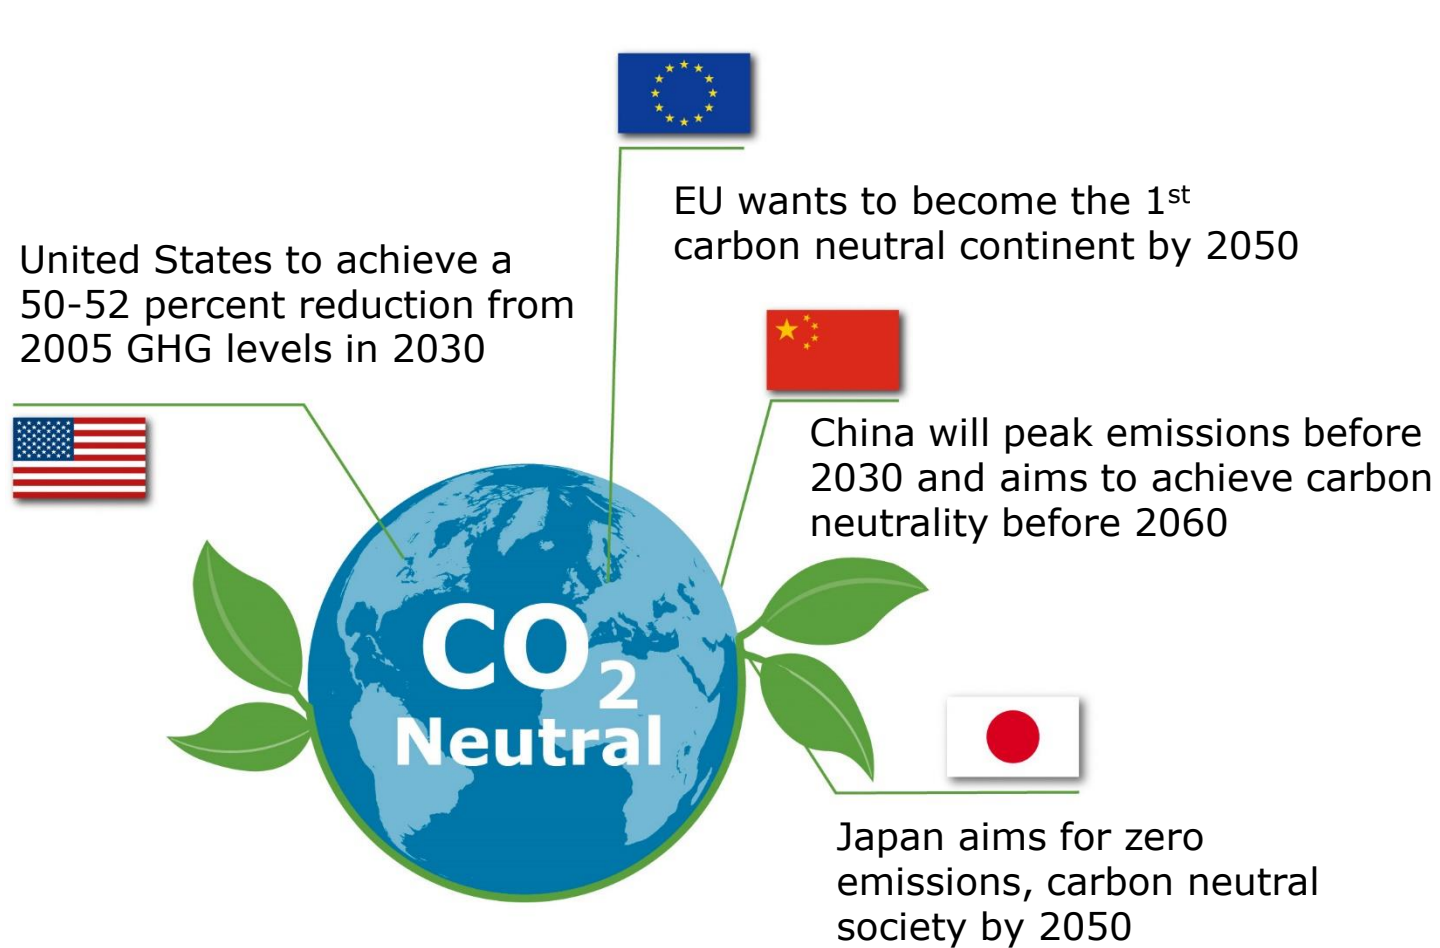 EU wants to become the 1st
carbon neutral continent by 2050
United States to achieve a
50-52 percent reduction from
2005 GHG levels in 2030
China will peak emissions before
2030 and aims to achieve carbon
neutrality before 2060
CO2
Neutral
Japan aims for zero
emissions, carbon neutral
society by 2050